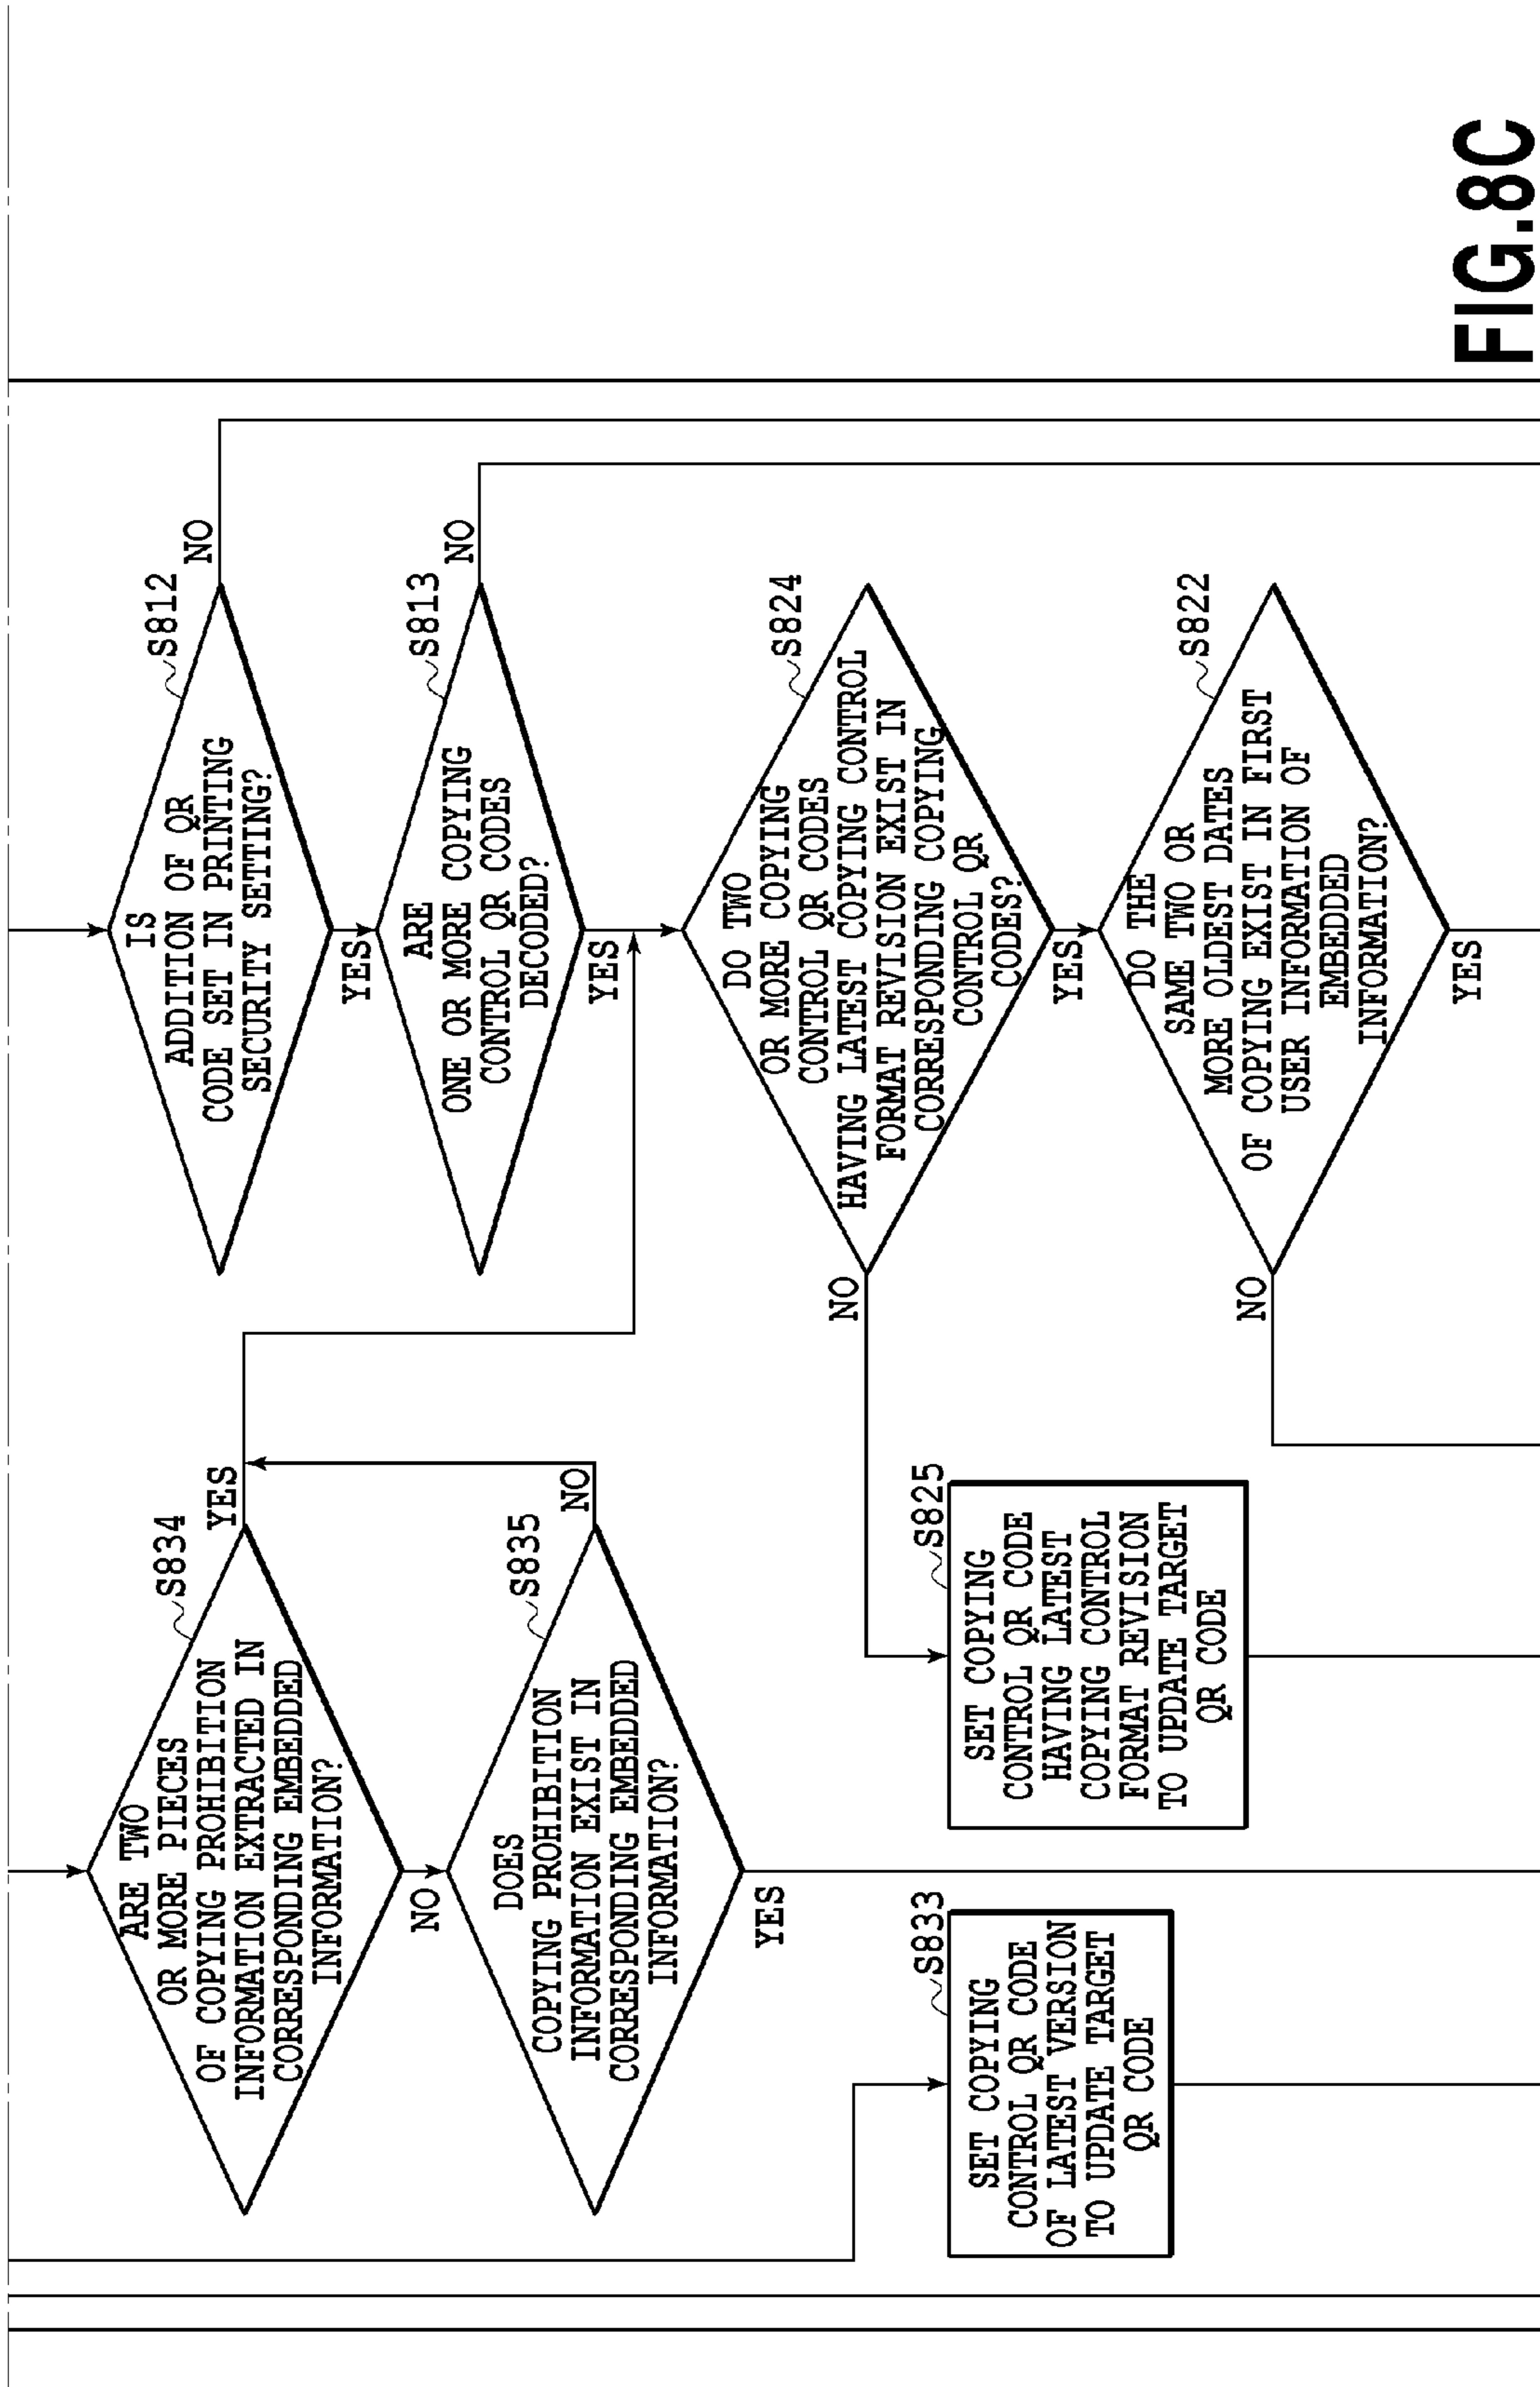 S834
ARE TWO
OR MORE PIECES
OF COPYING PROHIBITION
INFORMATION EXTRACTED IN
CORRESPONDING EMBEDDED
INFORMATION?
YES
NO
S835
DOES
COPYING PROHIBITION
INFORMATION EXIST IN
CORRESPONDING EMBEDDED
INFORMATION?
NO
YES
S833
SET COPYING
CONTROL QR CODE
OF LATEST VERSION
TO UPDATE TARGET
QR CODE
S825
SET COPYING
CONTROL QR CODE
HAVING LATEST
COPYING CONTROL
FORMAT REVISION
TO UPDATE TARGET
QR CODE
S812
IS
ADDITION OF QR
CODE SET IN PRINTING
SECURITY SETTING?
NO
YES
S813
ARE
ONE OR MORE COPYING
CONTROL QR CODES
DECODED?
NO
YES
S824
DO TWO
OR MORE COPYING
CONTROL QR CODES
HAVING LATEST COPYING CONTROL
FORMAT REVISION EXIST IN
CORRESPONDING COPYING
CONTROL QR
CODES?
NO
YES
S822
DO THE
SAME TWO OR
MORE OLDEST DATES
OF COPYING EXIST IN FIRST
USER INFORMATION OF
EMBEDDED
INFORMATION?
NO
YES
FIG.8C